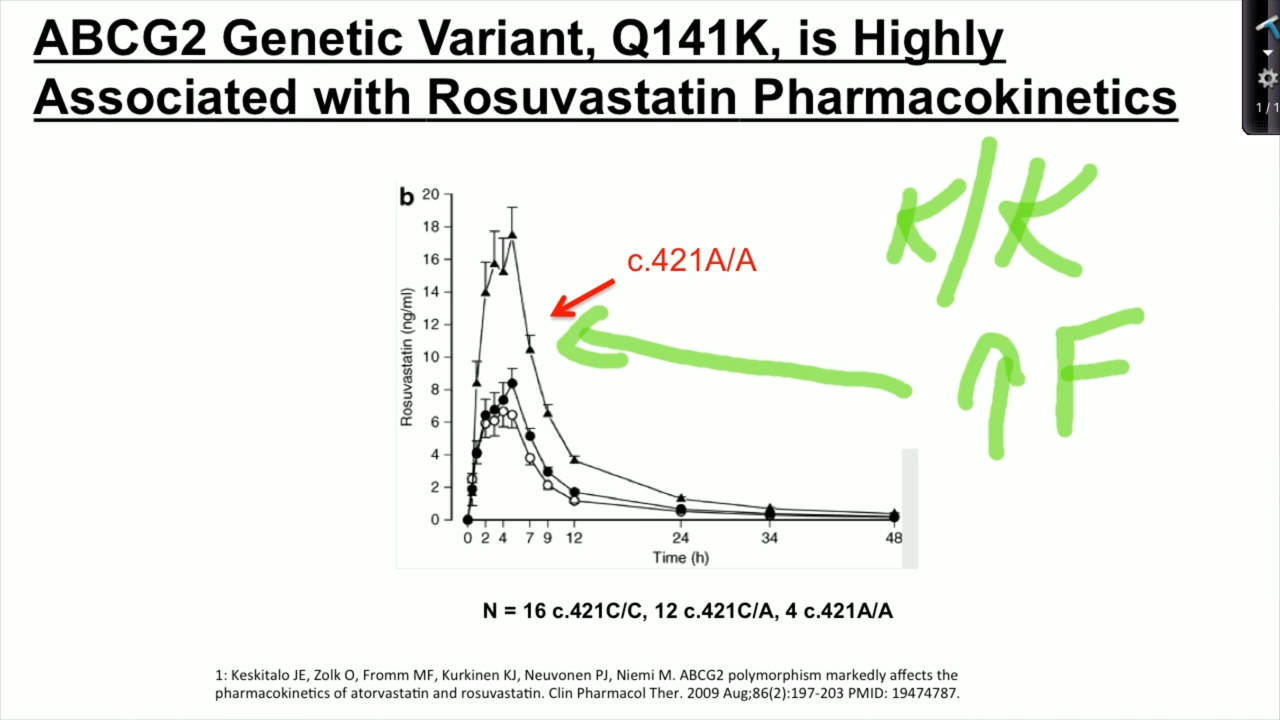 ABCG2 Genetic Variant, Q141K, is Highly
Associated with Rosuvastatin Pharmacokinetics
1/1
b
20
18
16
14
12
10
8
6
4
2
0
Rosuvastatin (ng/ml)
c.421A/A
K/K
↑F
0 2 4 7 9 12 24 34 48
Time (h)
N = 16 c.421C/C, 12 c.421C/A, 4 c.421A/A
1: Keskitalo JE, Zolk O, Fromm MF, Kurkinen KJ, Neuvonen PJ, Niemi M. ABCG2 polymorphism markedly affects the
pharmacokinetics of atorvastatin and rosuvastatin. Clin Pharmacol Ther. 2009 Aug;86(2):197-203 PMID: 19474787.